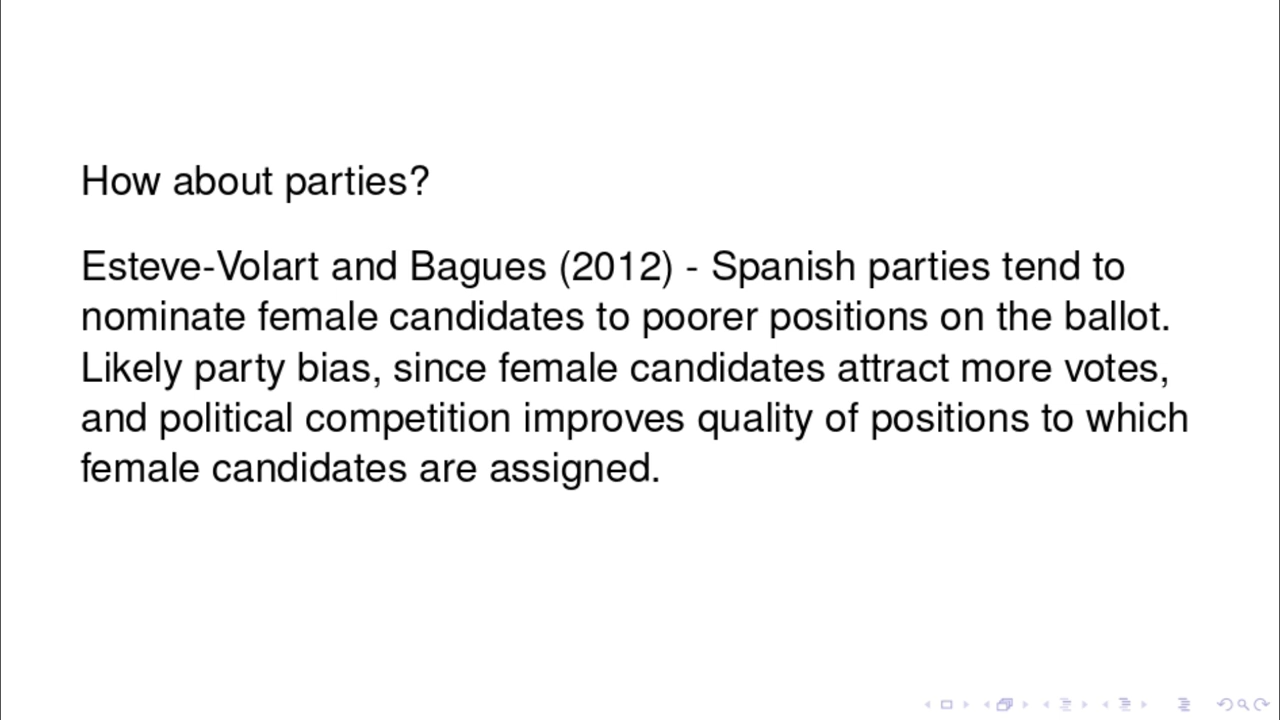 How about parties?
Esteve-Volart and Bagues (2012) - Spanish parties tend to
nominate female candidates to poorer positions on the ballot.
Likely party bias, since female candidates attract more votes,
and political competition improves quality of positions to which
female candidates are assigned.